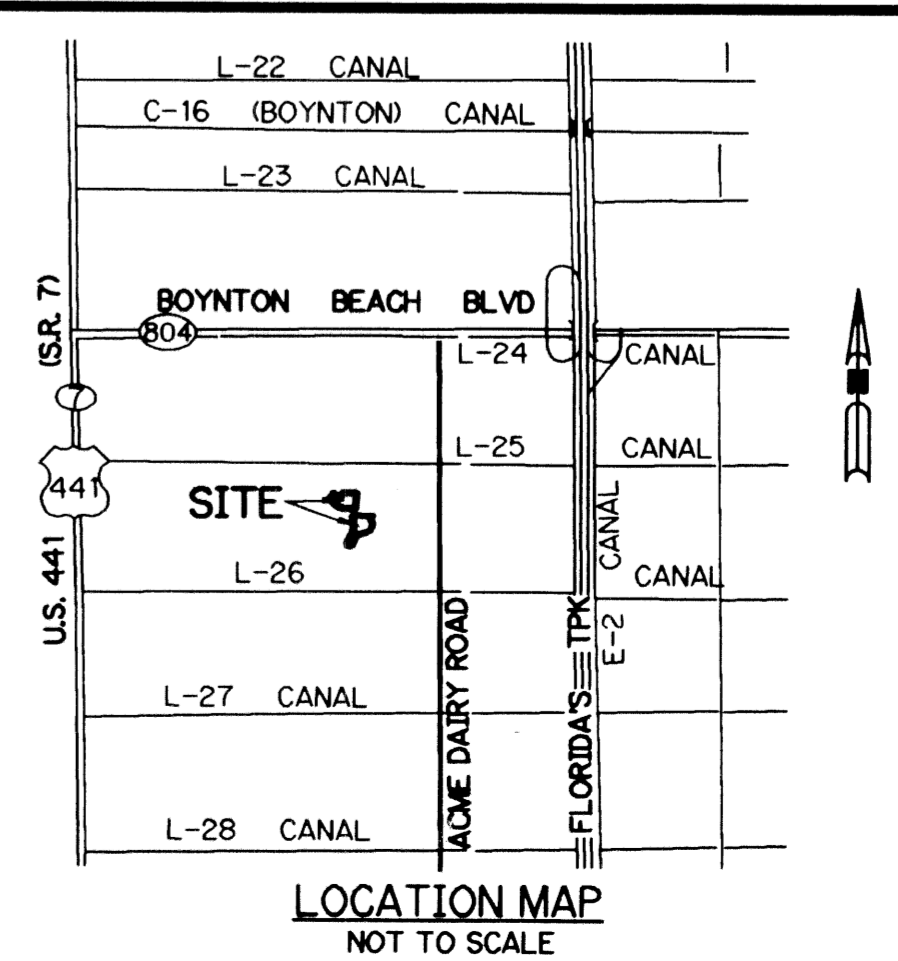 L-22 CANAL
C-16 (BOYNTON) CANAL
L-23 CANAL
(S.R. 7)
BOYNTON BEACH BLVD
804
L-24 CANAL
7
L-25 CANAL
441
SITE
CANAL
U.S. 441
L-26 CANAL
ACME DAIRY ROAD
FLORIDA'S TPK
E-2
L-27 CANAL
L-28 CANAL
LOCATION MAP
NOT TO SCALE